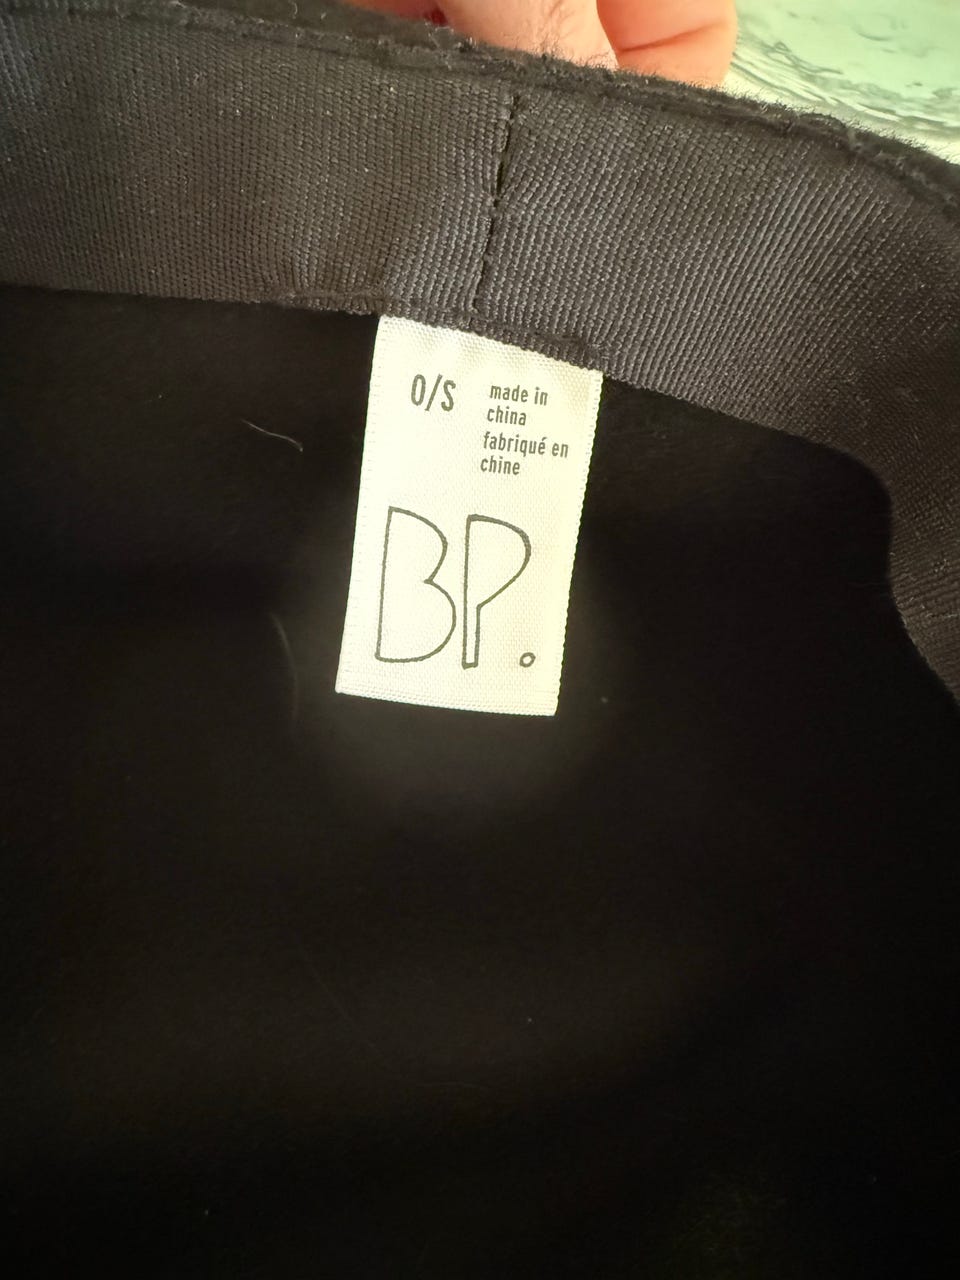 O/S
made in
china
fabriqué en
chine
BP.